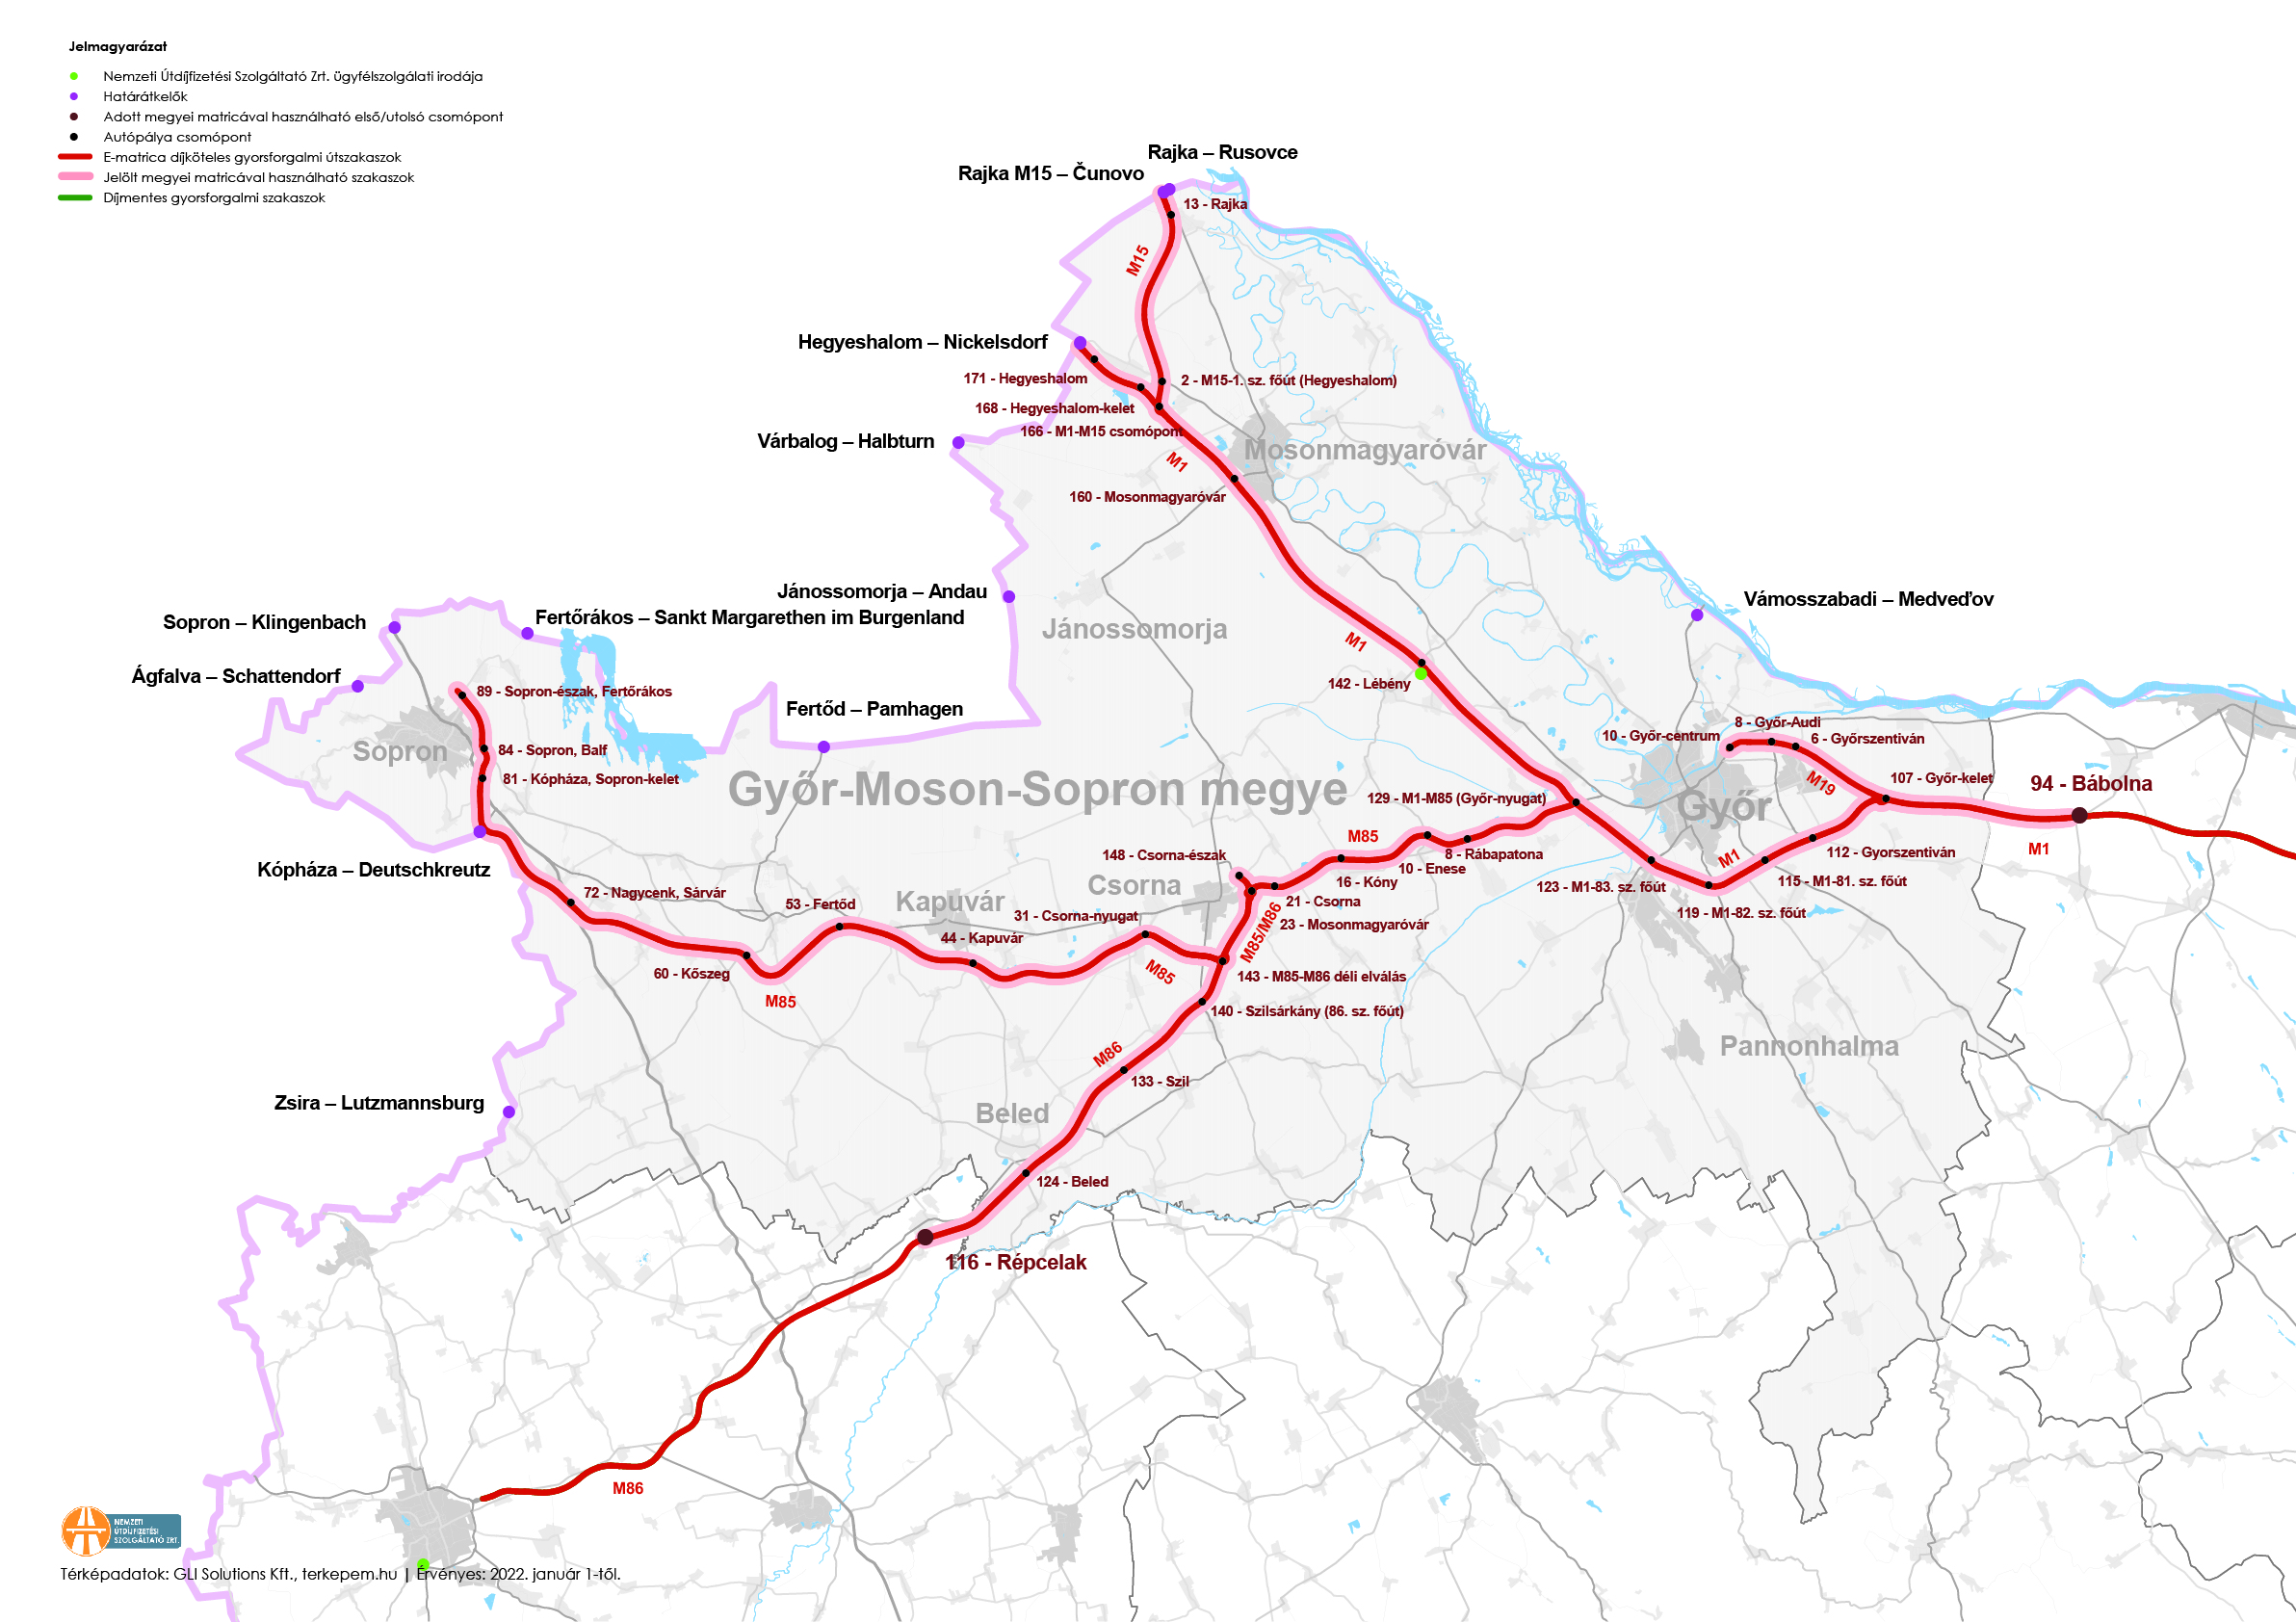 Jelmagyarázat
Nemzeti Útdíjfizetési Szolgáltató Zrt. ügyfélszolgálati irodája
Határátkelők
Adott megyei matricával használható első/utolsó csomópont
Autópálya csomópont
E-matrica díjköteles gyorsforgalmi útszakaszok
Jelölt megyei matricával használható szakaszok
Díjmentes gyorsforgalmi szakaszok
Rajka – Rusovce
Rajka M15 – Čunovo
13 - Rajka
M15
Hegyeshalom – Nickelsdorf
171 - Hegyeshalom
2 - M15-1. sz. főút (Hegyeshalom)
168 - Hegyeshalom-kelet
166 - M1-M15 csomópont
Várbalog – Halbturn
Mosonmagyaróvár
M1
160 - Mosonmagyaróvár
Jánossomorja – Andau
Vámosszabadi – Medveďov
Sopron – Klingenbach
Fertőrákos – Sankt Margarethen im Burgenland
Jánossomorja
M1
Ágfalva – Schattendorf
142 - Lébény
89 - Sopron-észak, Fertőrákos
Fertőd – Pamhagen
8 - Győr-Audi
10 - Győr-centrum
6 - Győrszentiván
Sopron
84 - Sopron, Balf
81 - Kópháza, Sopron-kelet
107 - Győr-kelet
M19
94 - Bábolna
Győr-Moson-Sopron megye
129 - M1-M85 (Győr-nyugat)
Győr
M85
148 - Csorna-észak
8 - Rábapatona
M1
112 - Gyorszentiván
M1
Kópháza – Deutschkreutz
10 - Enese
16 - Kóny
Csorna
123 - M1-83. sz. főút
115 - M1-81. sz. főút
72 - Nagycenk, Sárvár
53 - Fertőd
Kapuvár
21 - Csorna
31 - Csorna-nyugat
119 - M1-82. sz. főút
23 - Mosonmagyaróvár
M85/M86
44 - Kapuvár
60 - Kőszeg
M85
143 - M85-M86 déli elválás
M85
140 - Szilsárkány (86. sz. főút)
Pannonhalma
M86
133 - Szil
Zsira – Lutzmannsburg
Beled
124 - Beled
116 - Répcelak
M86
NEMZETI
ÚTDÍJFIZETÉSI
SZOLGÁLTATÓ ZRT.
Térképadatok: GLI Solutions Kft., terkepem.hu | Érvényes: 2022. január 1-től.